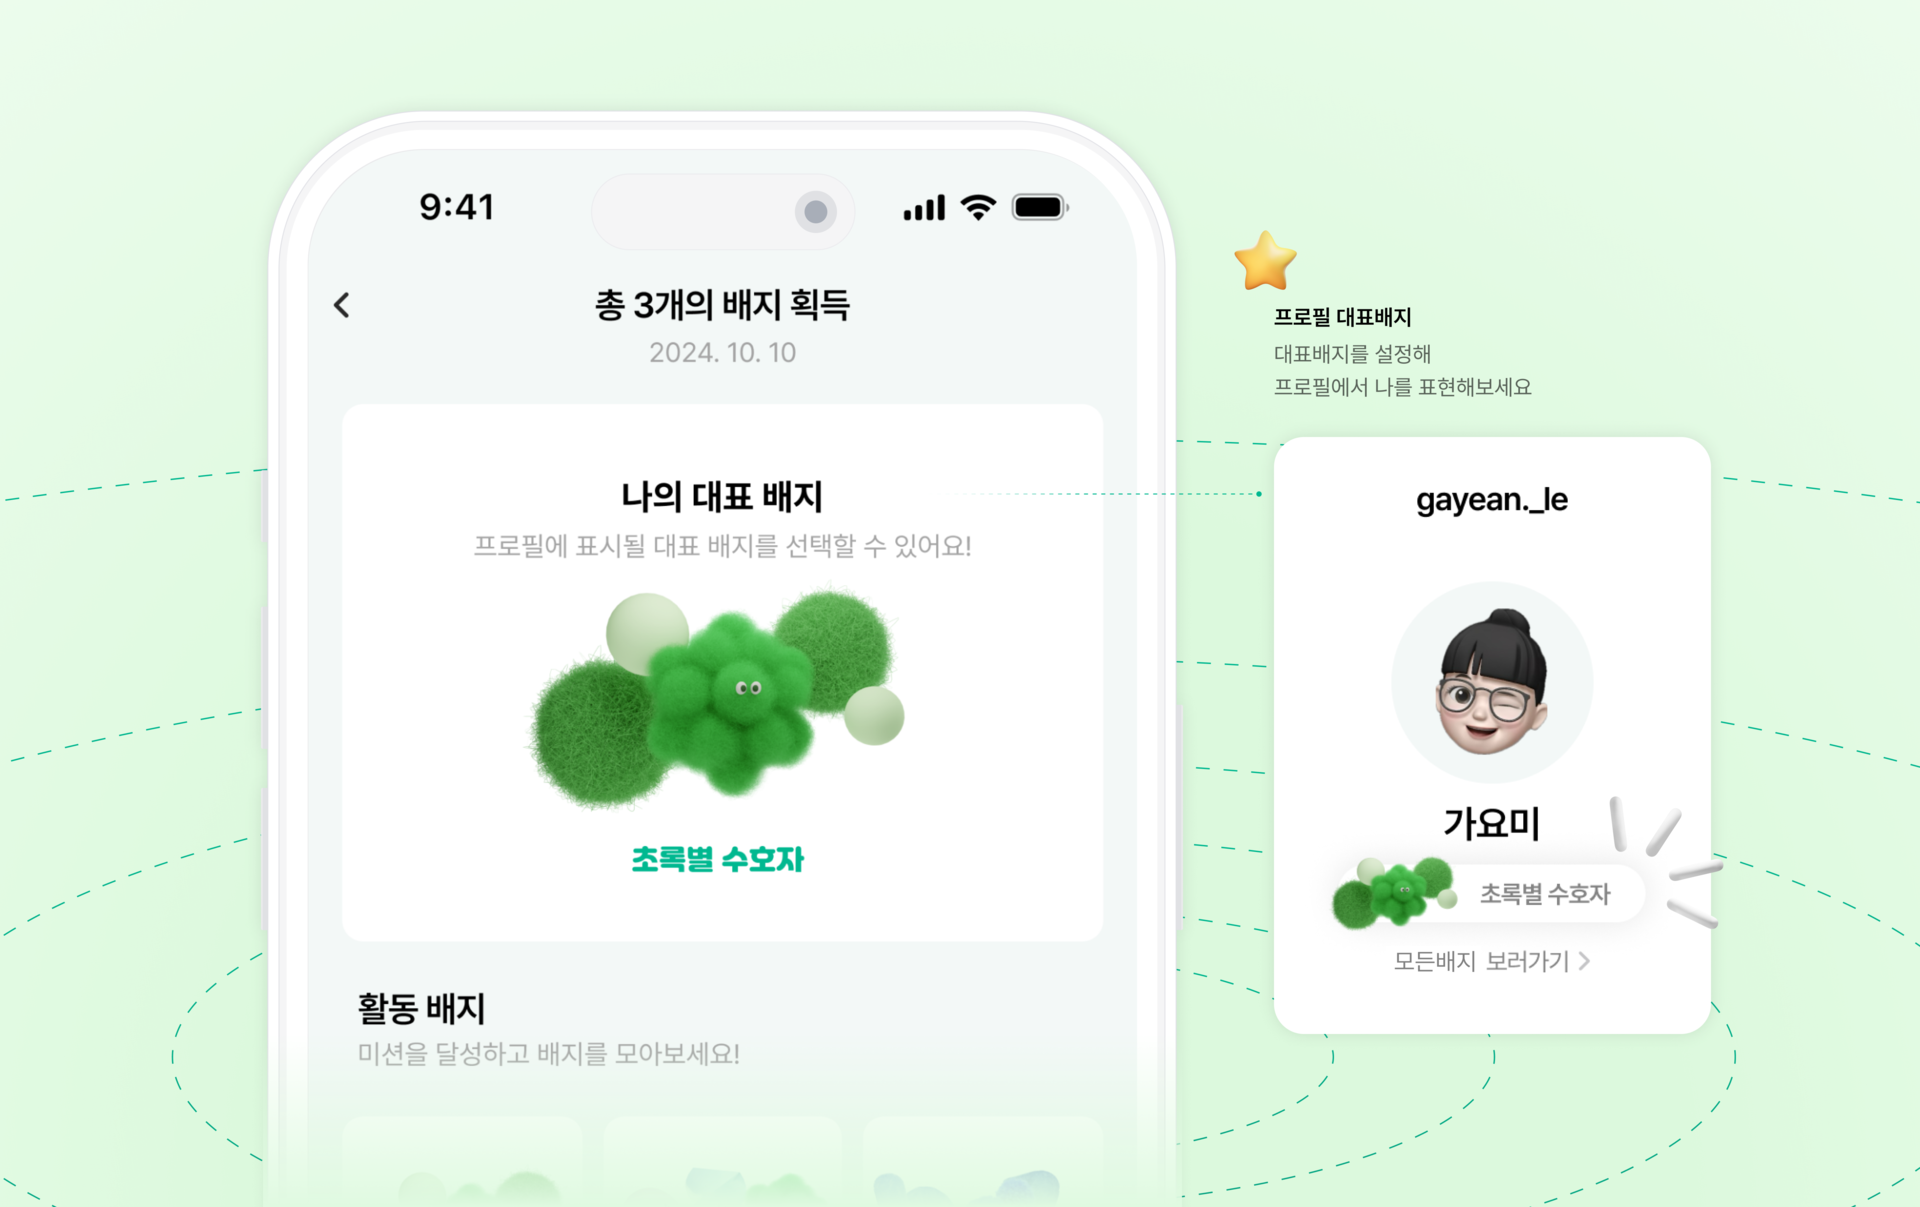 9:41
총 3개의 배지 획득
2024. 10. 10
나의 대표 배지
프로필에 표시될 대표 배지를 선택할 수 있어요!
초록별 수호자
활동 배지
미션을 달성하고 배지를 모아보세요!
프로필 대표배지
대표배지를 설정해
프로필에서 나를 표현해보세요
gayean._le
가요미
초록별 수호자
모든배지 보러가기